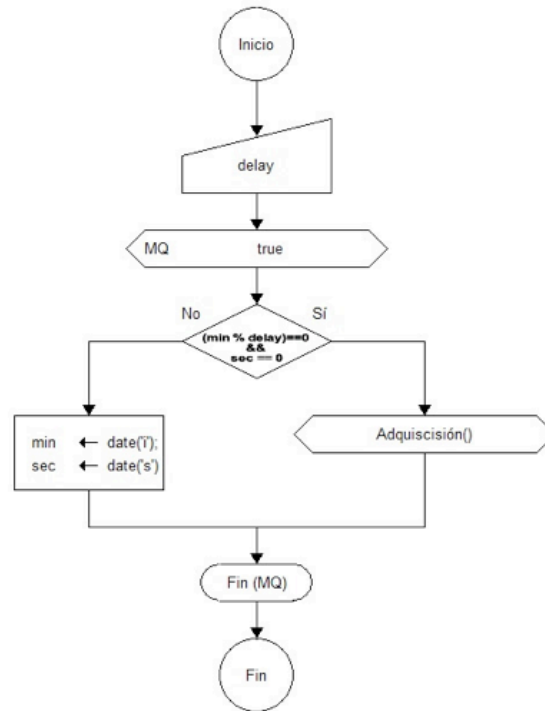 Inicio
delay
MQ true
No Sí
(min % delay)==0
&&
sec == 0
min ← date('i');
sec ← date('s')
Adquiscisión()
Fin (MQ)
Fin